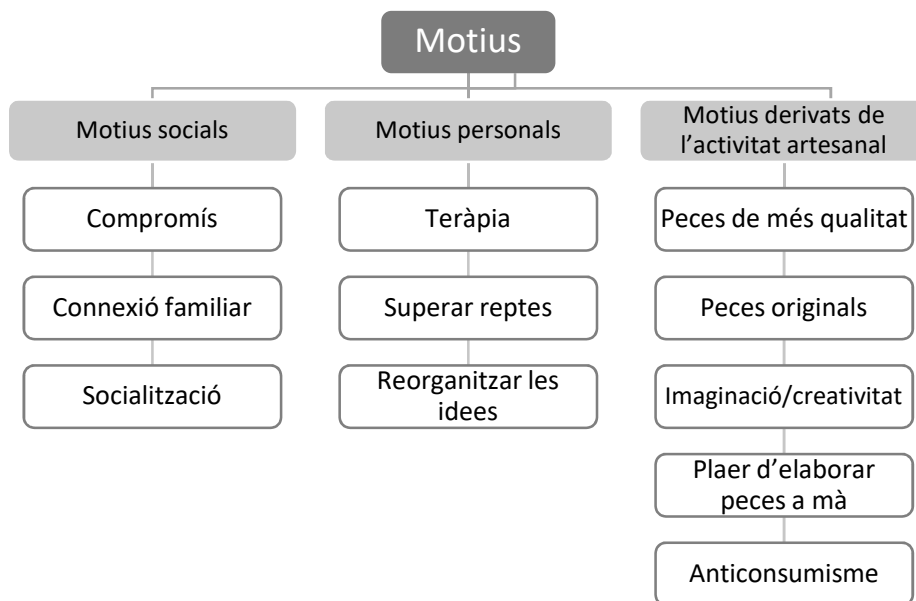 Motius
Motius socials
Compromís
Connexió familiar
Socialització
Motius personals
Teràpia
Superar reptes
Reorganitzar les
idees
Motius derivats de
l’activitat artesanal
Peces de més qualitat
Peces originals
Imaginació/creativitat
Plaer d’elaborar
peces a mà
Anticonsumisme